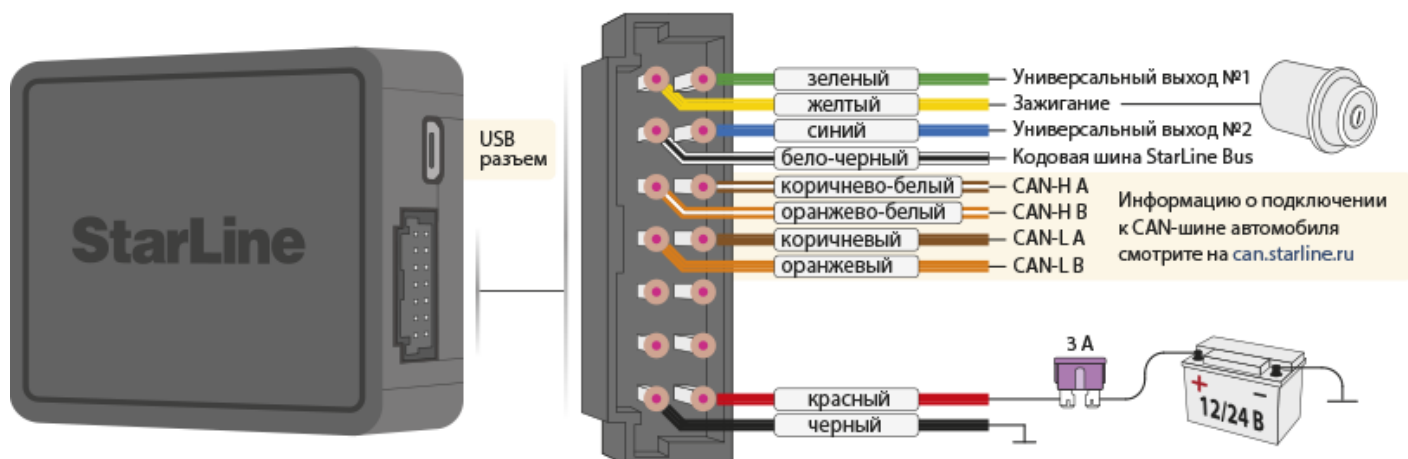 StarLine
USB
разъем
зеленый
Универсальный выход №1
желтый
Зажигание
синий
Универсальный выход №2
бело-черный
Кодовая шина StarLine Bus
коричнево-белый
CAN-H A
оранжево-белый
CAN-H B
коричневый
CAN-L A
оранжевый
CAN-L B
Информацию о подключении
к CAN-шине автомобиля
смотрите на can.starline.ru
3 А
красный
черный
+ −
12/24 В